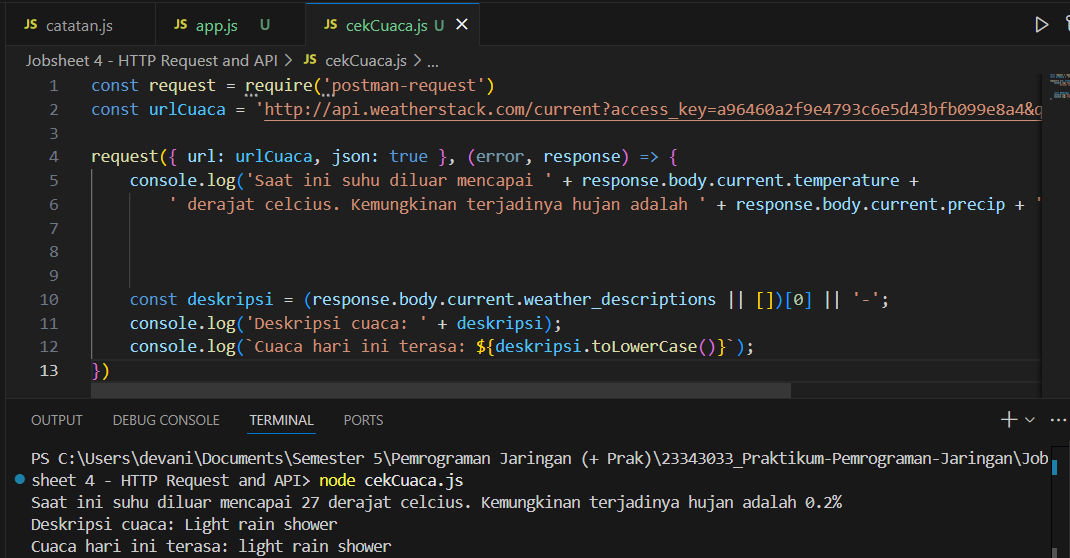 JS catatan.js
JS app.js U
JS cekCuaca.js U
Jobsheet 4 - HTTP Request and API > JS cekCuaca.js > ...
1 const request = require('postman-request')
2 const urlCuaca = 'http://api.weatherstack.com/current?access_key=a96460a2f9e4793c6e5d43bfb099e8a4&q
3
4 request({ url: urlCuaca, json: true }, (error, response) => {
5 console.log('Saat ini suhu diluar mencapai ' + response.body.current.temperature +
6 ' derajat celcius. Kemungkinan terjadinya hujan adalah ' + response.body.current.precip + '
7
8
9
10 const deskripsi = (response.body.current.weather_descriptions || [])[0] || '-';
11 console.log('Deskripsi cuaca: ' + deskripsi);
12 console.log(`Cuaca hari ini terasa: ${deskripsi.toLowerCase()}`);
13 })
OUTPUT DEBUG CONSOLE TERMINAL PORTS
PS C:\Users\devani\Documents\Semester 5\Pemrograman Jaringan (+ Prak)\23343033_Praktikum-Pemrograman-Jaringan\Job
sheet 4 - HTTP Request and API> node cekCuaca.js
Saat ini suhu diluar mencapai 27 derajat celcius. Kemungkinan terjadinya hujan adalah 0.2%
Deskripsi cuaca: Light rain shower
Cuaca hari ini terasa: light rain shower